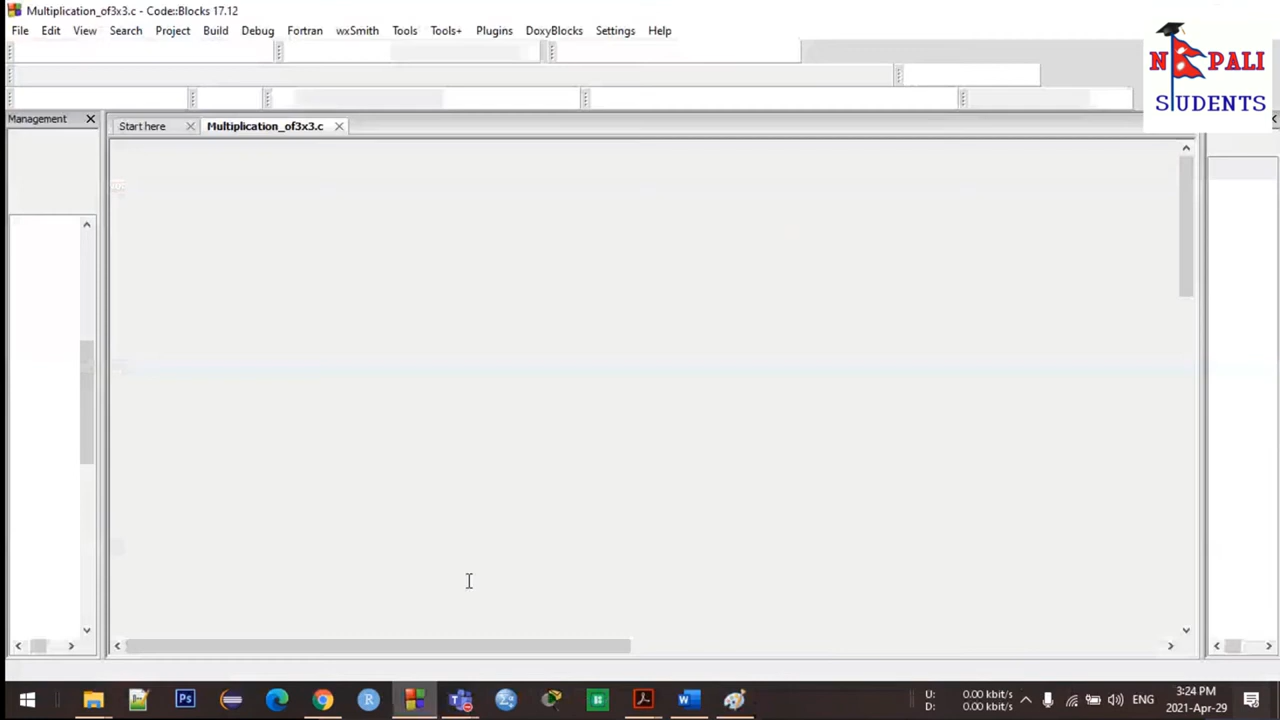 Multiplication_of3x3.c - Code::Blocks 17.12
File Edit View Search Project Build Debug Fortran wxSmith Tools Tools+ Plugins DoxyBlocks Settings Help
NEPALI
STUDENTS
Management
Start here
Multiplication_of3x3.c
Ps
R
W
U: 0.00 kbit/s
D: 0.00 kbit/s
ENG
3:24 PM
2021-Apr-29